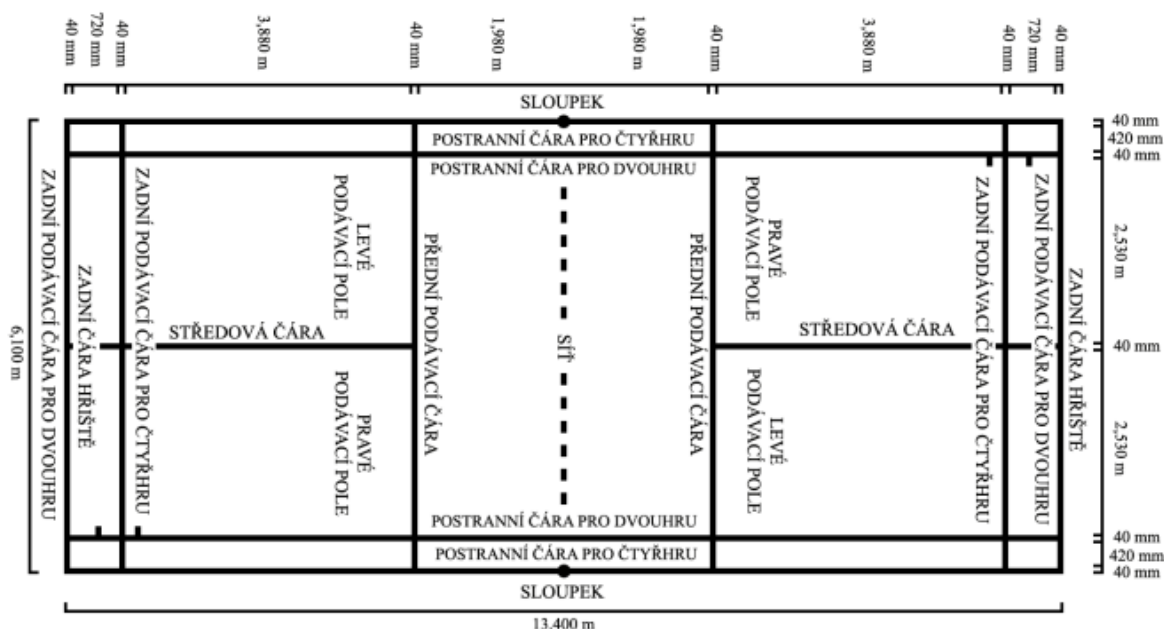 40 mm
720 mm
40 mm
3,880 m
40 mm
1,980 m
1,980 m
40 mm
3,880 m
40 mm
720 mm
40 mm
SLOUPEK
POSTRANNÍ ČÁRA PRO ČTYŘHRU
POSTRANNÍ ČÁRA PRO DVOUHRU
40 mm
420 mm
40 mm
2,530 m
40 mm
2,530 m
40 mm
420 mm
40 mm
6,100 m
ZADNÍ PODÁVACÍ ČÁRA PRO DVOUHRU
ZADNÍ ČÁRA HŘIŠTĚ
ZADNÍ PODÁVACÍ ČÁRA PRO ČTYŘHRU
LEVÉ
PODÁVACÍ POLE
STŘEDOVÁ ČÁRA
PRAVÉ
PODÁVACÍ POLE
PŘEDNÍ PODÁVACÍ ČÁRA
SÍŤ
PŘEDNÍ PODÁVACÍ ČÁRA
PRAVÉ
PODÁVACÍ POLE
STŘEDOVÁ ČÁRA
LEVÉ
PODÁVACÍ POLE
ZADNÍ PODÁVACÍ ČÁRA PRO ČTYŘHRU
ZADNÍ PODÁVACÍ ČÁRA PRO DVOUHRU
ZADNÍ ČÁRA HŘIŠTĚ
POSTRANNÍ ČÁRA PRO DVOUHRU
POSTRANNÍ ČÁRA PRO ČTYŘHRU
SLOUPEK
13,400 m